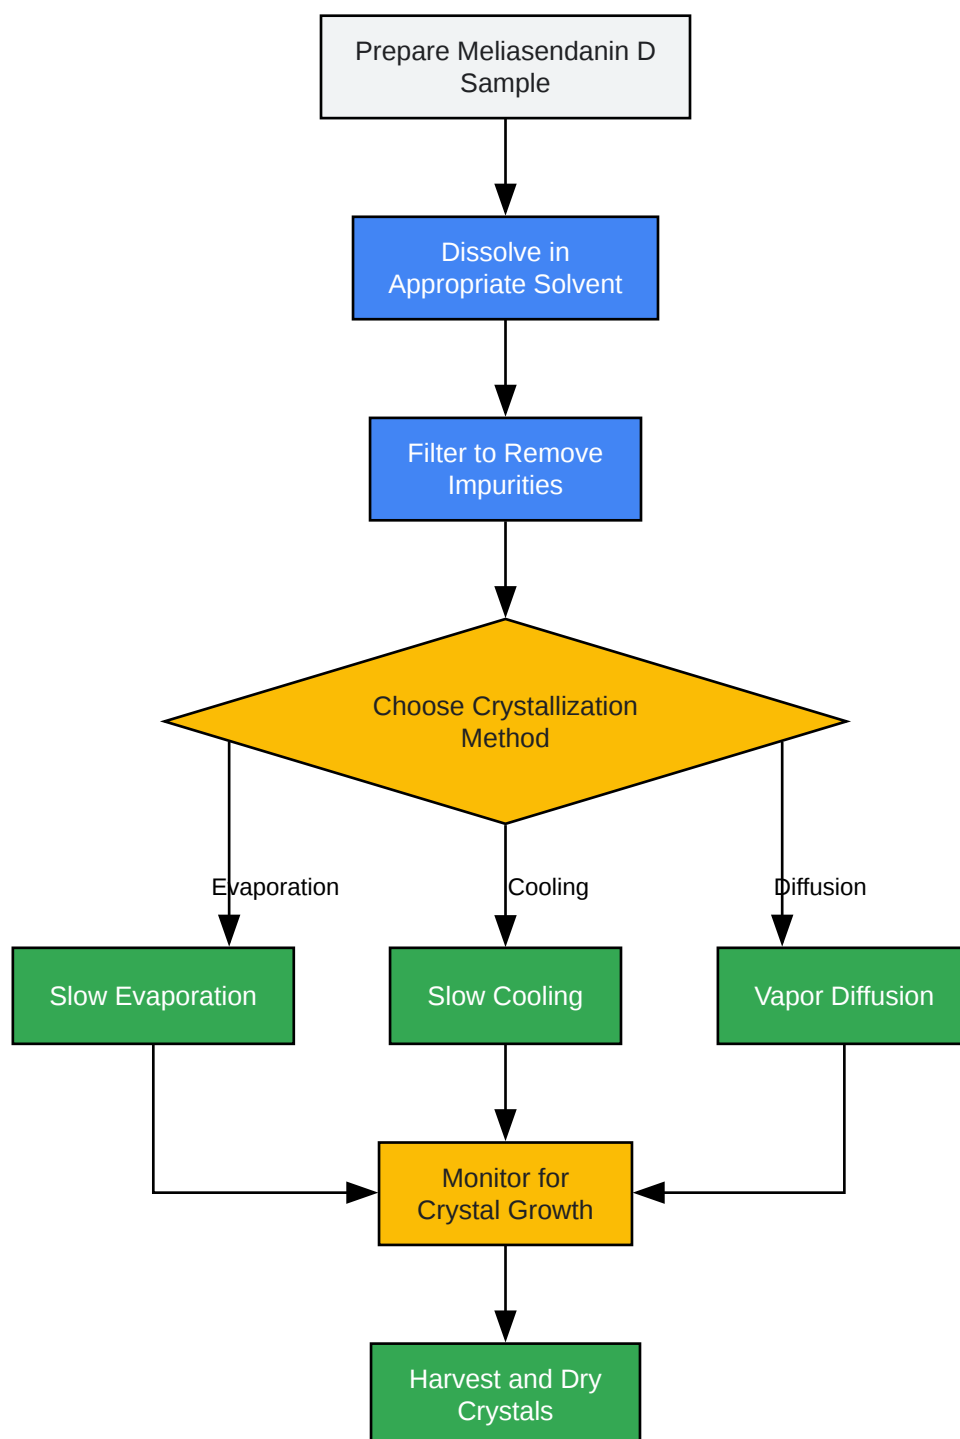 Prepare Meliasendanin D
Sample
Dissolve in
Appropriate Solvent
Filter to Remove
Impurities
Choose Crystallization
Method
Evaporation
Cooling
Diffusion
Slow Evaporation
Slow Cooling
Vapor Diffusion
Monitor for
Crystal Growth
Harvest and Dry
Crystals